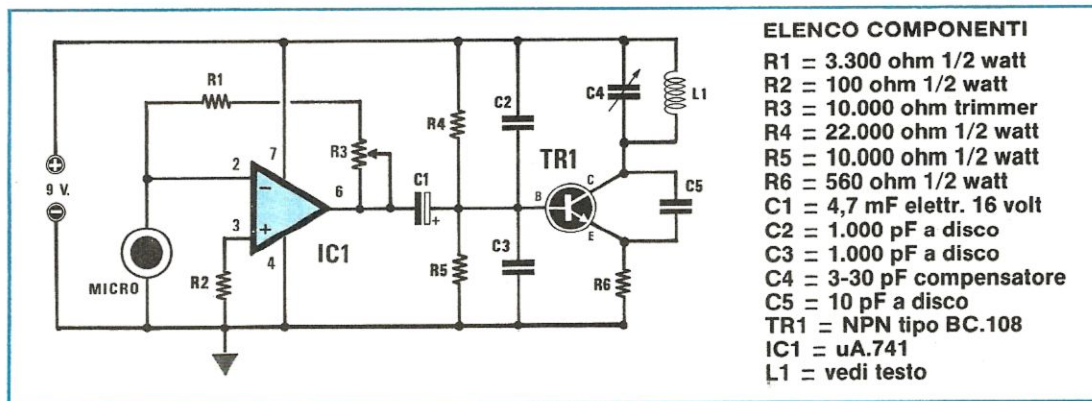 R1
R3
R4
C2
C4
L1
TR1
C5
2
7
6
3
4
IC1
C1
+
B
C
E
+
9 V.
−
−
+
MICRO
R2
R5
C3
R6
ELENCO COMPONENTI
R1 = 3.300 ohm 1/2 watt
R2 = 100 ohm 1/2 watt
R3 = 10.000 ohm trimmer
R4 = 22.000 ohm 1/2 watt
R5 = 10.000 ohm 1/2 watt
R6 = 560 ohm 1/2 watt
C1 = 4,7 mF elettr. 16 volt
C2 = 1.000 pF a disco
C3 = 1.000 pF a disco
C4 = 3-30 pF compensatore
C5 = 10 pF a disco
TR1 = NPN tipo BC.108
IC1 = uA.741
L1 = vedi testo